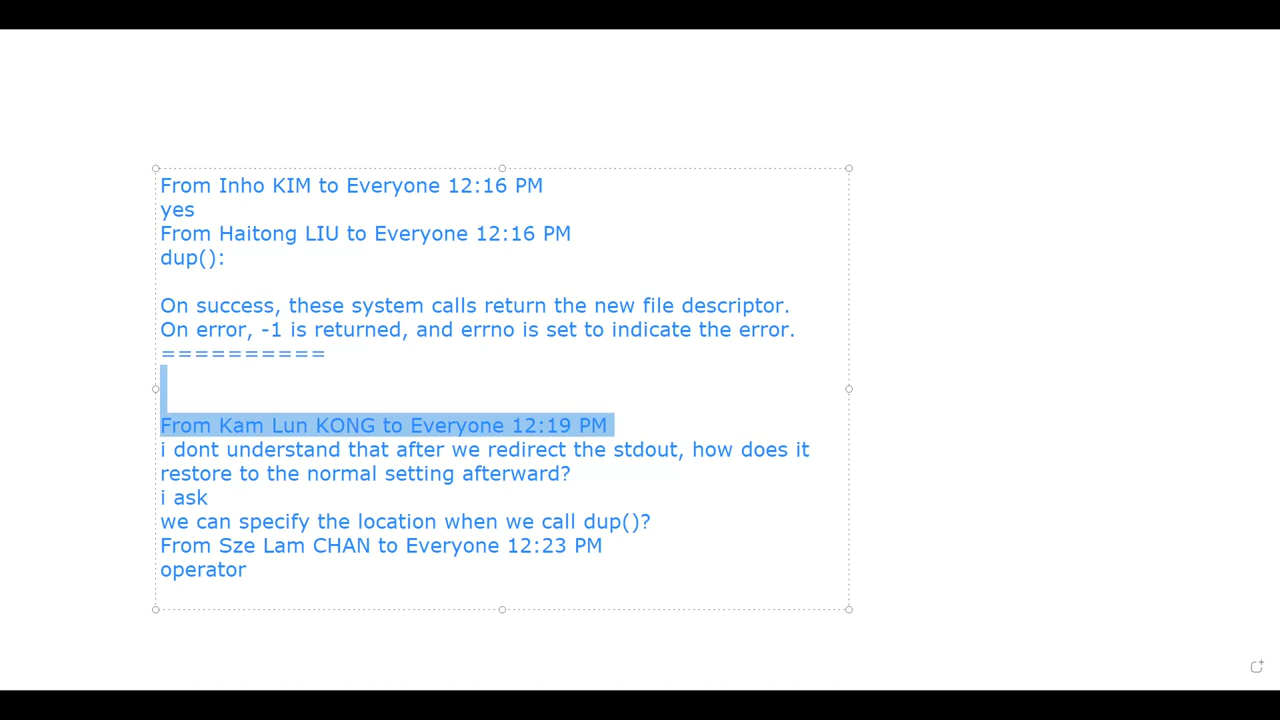 From Inho KIM to Everyone 12:16 PM
yes
From Haitong LIU to Everyone 12:16 PM
dup():
On success, these system calls return the new file descriptor.
On error, -1 is returned, and errno is set to indicate the error.
==========
From Kam Lun KONG to Everyone 12:19 PM
i dont understand that after we redirect the stdout, how does it
restore to the normal setting afterward?
i ask
we can specify the location when we call dup()?
From Sze Lam CHAN to Everyone 12:23 PM
operator